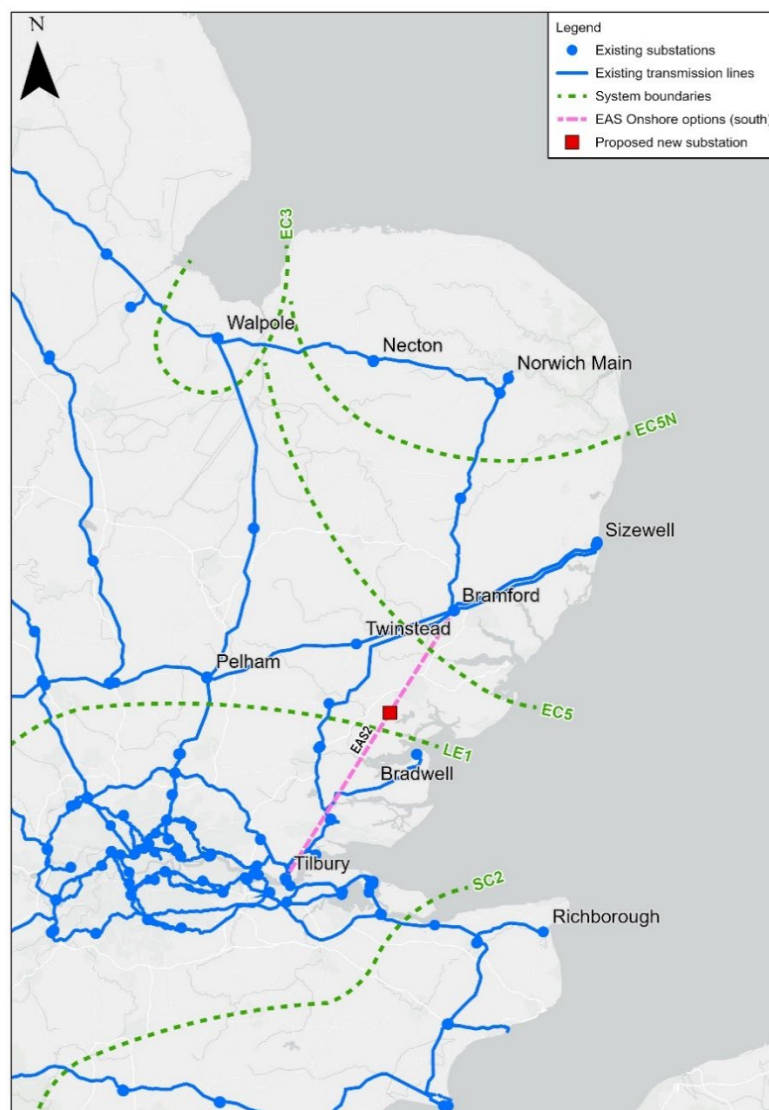 N
Legend
Existing substations
Existing transmission lines
System boundaries
EAS Onshore options (south)
Proposed new substation
EC3
Walpole
Necton
Norwich Main
EC5N
Sizewell
Bramford
Twinstead
Pelham
EC5
EAS2
LE1
Bradwell
Tilbury
SC2
Richborough